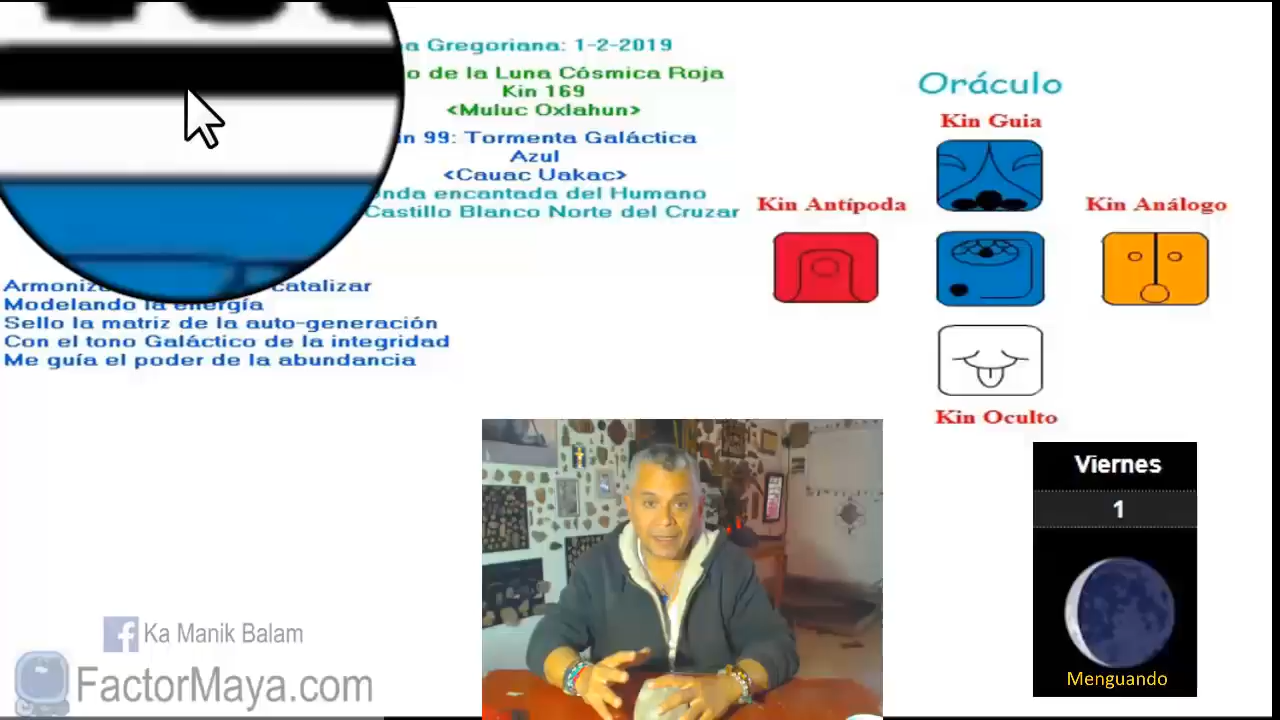 a Gregoriana: 1-2-2019
o de la Luna Cósmica Roja
Kin 169
<Muluc Oxlahun>
in 99: Tormenta Galáctica
Azul
<Cauac Uakac>
nda encantada del Humano
Castillo Blanco Norte del Cruzar
catalizar
Modelando la energía
Sello la matriz de la auto-generación
Con el tono Galáctico de la integridad
Me guía el poder de la abundancia
Oráculo
Kin Guia
Kin Antípoda
Kin Análogo
Kin Oculto
Viernes
1
Menguando
Ka Manik Balam
FactorMaya.com